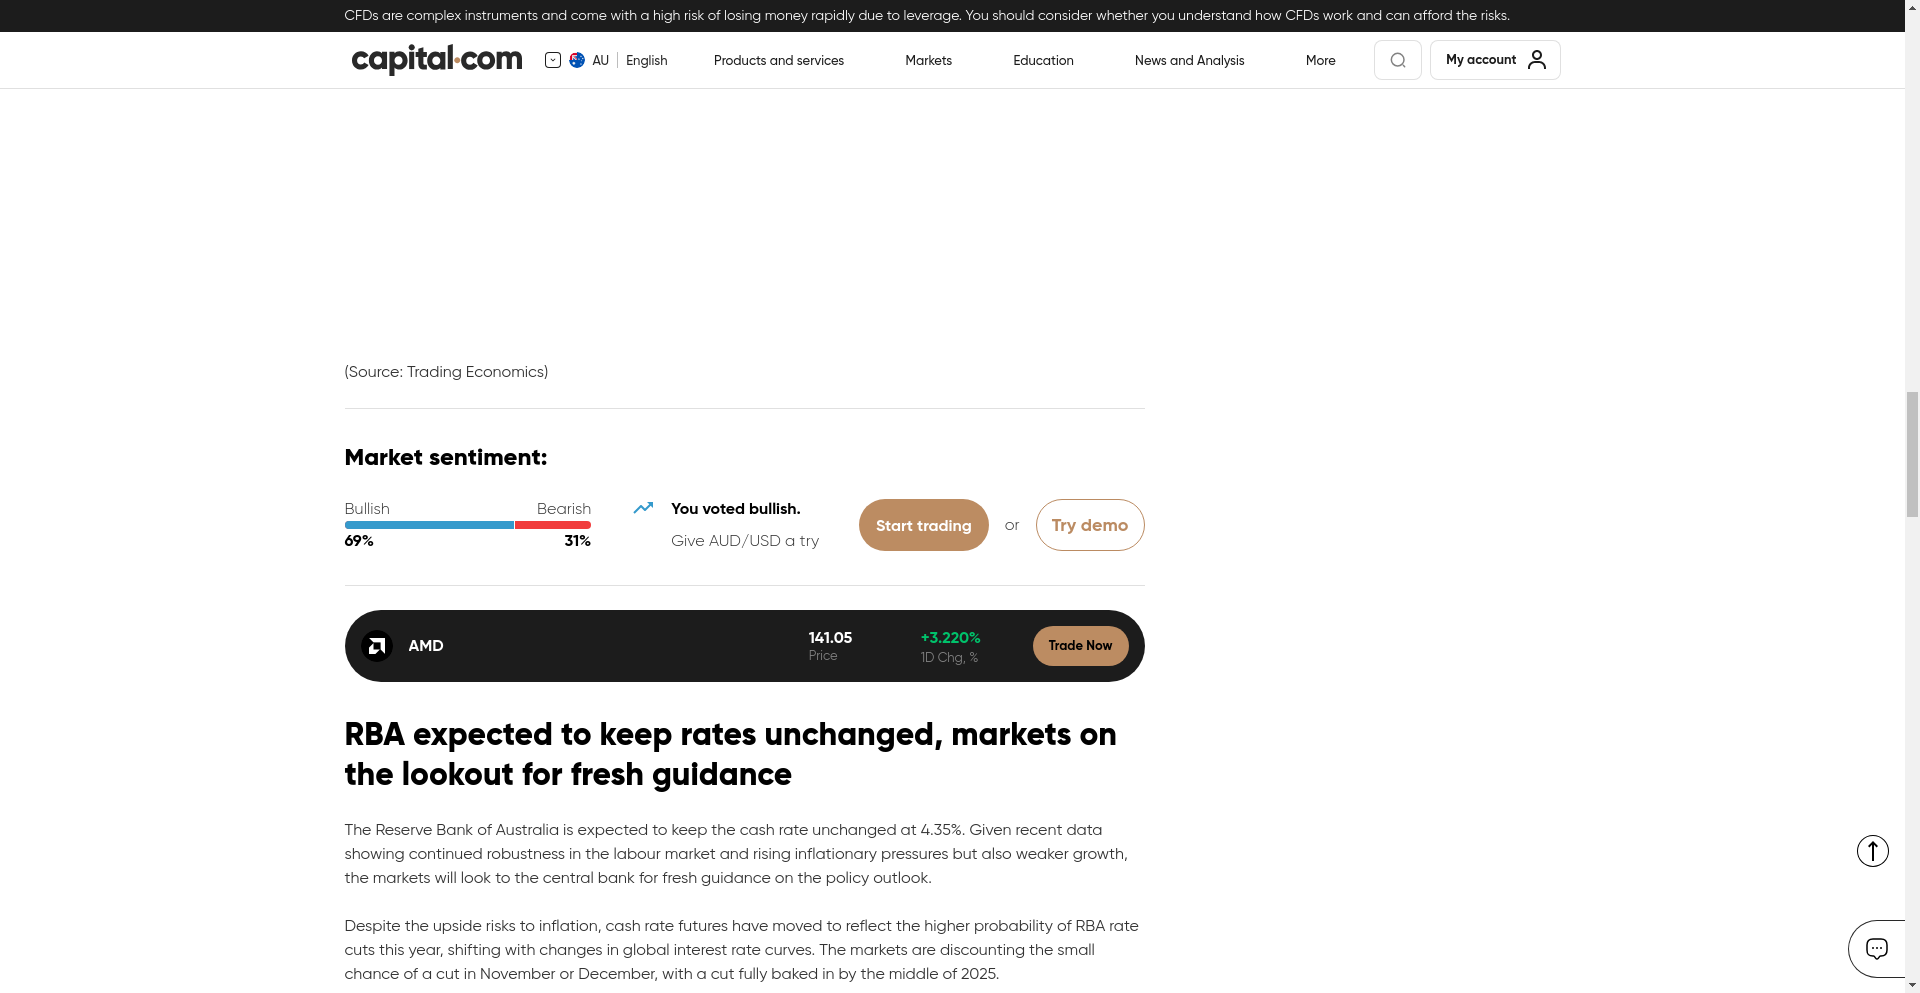 CFDs are complex instruments and come with a high risk of losing money rapidly due to leverage. You should consider whether you understand how CFDs work and can afford the risks.
capital.com
AU
English
Products and services
Markets
Education
News and Analysis
More
My account
(Source: Trading Economics)
Market sentiment:
Bullish
Bearish
69%
31%
You voted bullish.
Give AUD/USD a try
Start trading
or
Try demo
AMD
141.05
Price
+3.220%
1D Chg, %
Trade Now
RBA expected to keep rates unchanged, markets on
the lookout for fresh guidance
The Reserve Bank of Australia is expected to keep the cash rate unchanged at 4.35%. Given recent data
showing continued robustness in the labour market and rising inflationary pressures but also weaker growth,
the markets will look to the central bank for fresh guidance on the policy outlook.
Despite the upside risks to inflation, cash rate futures have moved to reflect the higher probability of RBA rate
cuts this year, shifting with changes in global interest rate curves. The markets are discounting the small
chance of a cut in November or December, with a cut fully baked in by the middle of 2025.